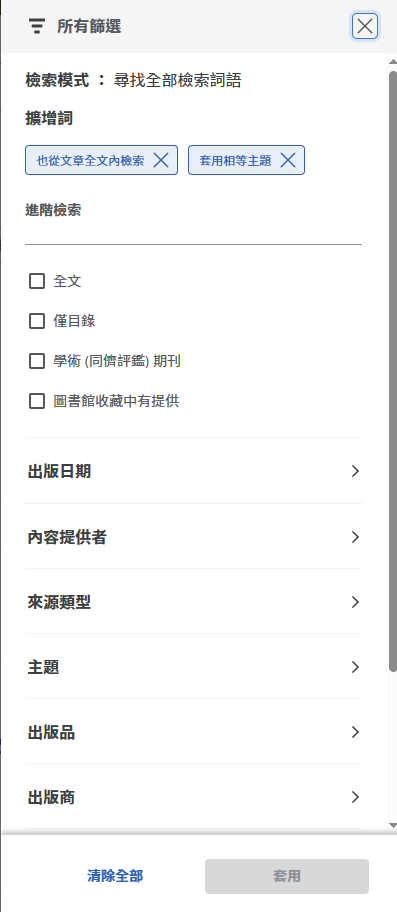 所有篩選
檢索模式 ： 尋找全部檢索詞語
擴增詞
也從文章全文內檢索 套用相等主題
進階檢索
全文
僅目錄
學術 (同儕評鑑) 期刊
圖書館收藏中有提供
出版日期
內容提供者
來源類型
主題
出版品
出版商
清除全部 套用